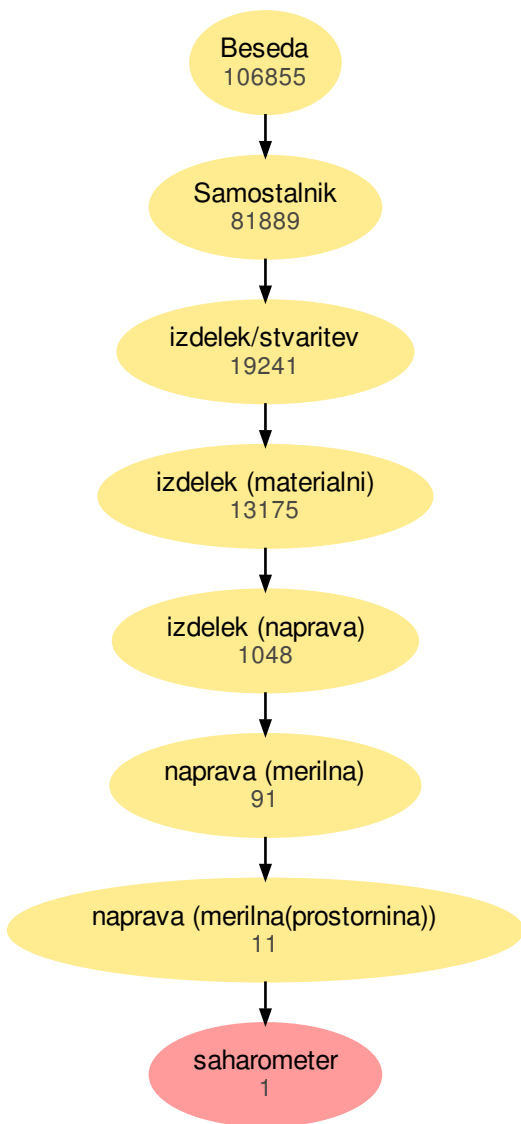 Beseda
106855
Samostalnik
81889
izdelek/stvaritev
19241
izdelek (materialni)
13175
izdelek (naprava)
1048
naprava (merilna)
91
naprava (merilna(prostornina))
11
saharometer
1